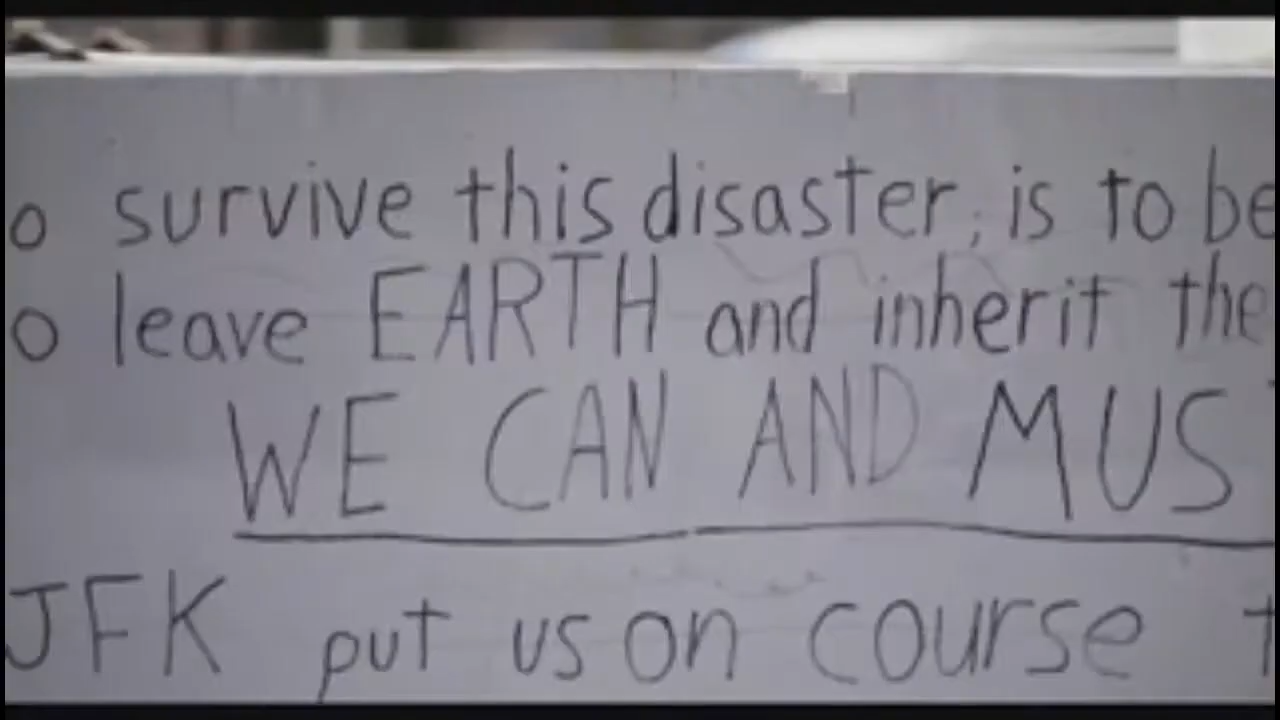 o survive this disaster, is to be
o leave EARTH and inherit the
WE CAN AND MUS
JFK put us on course t